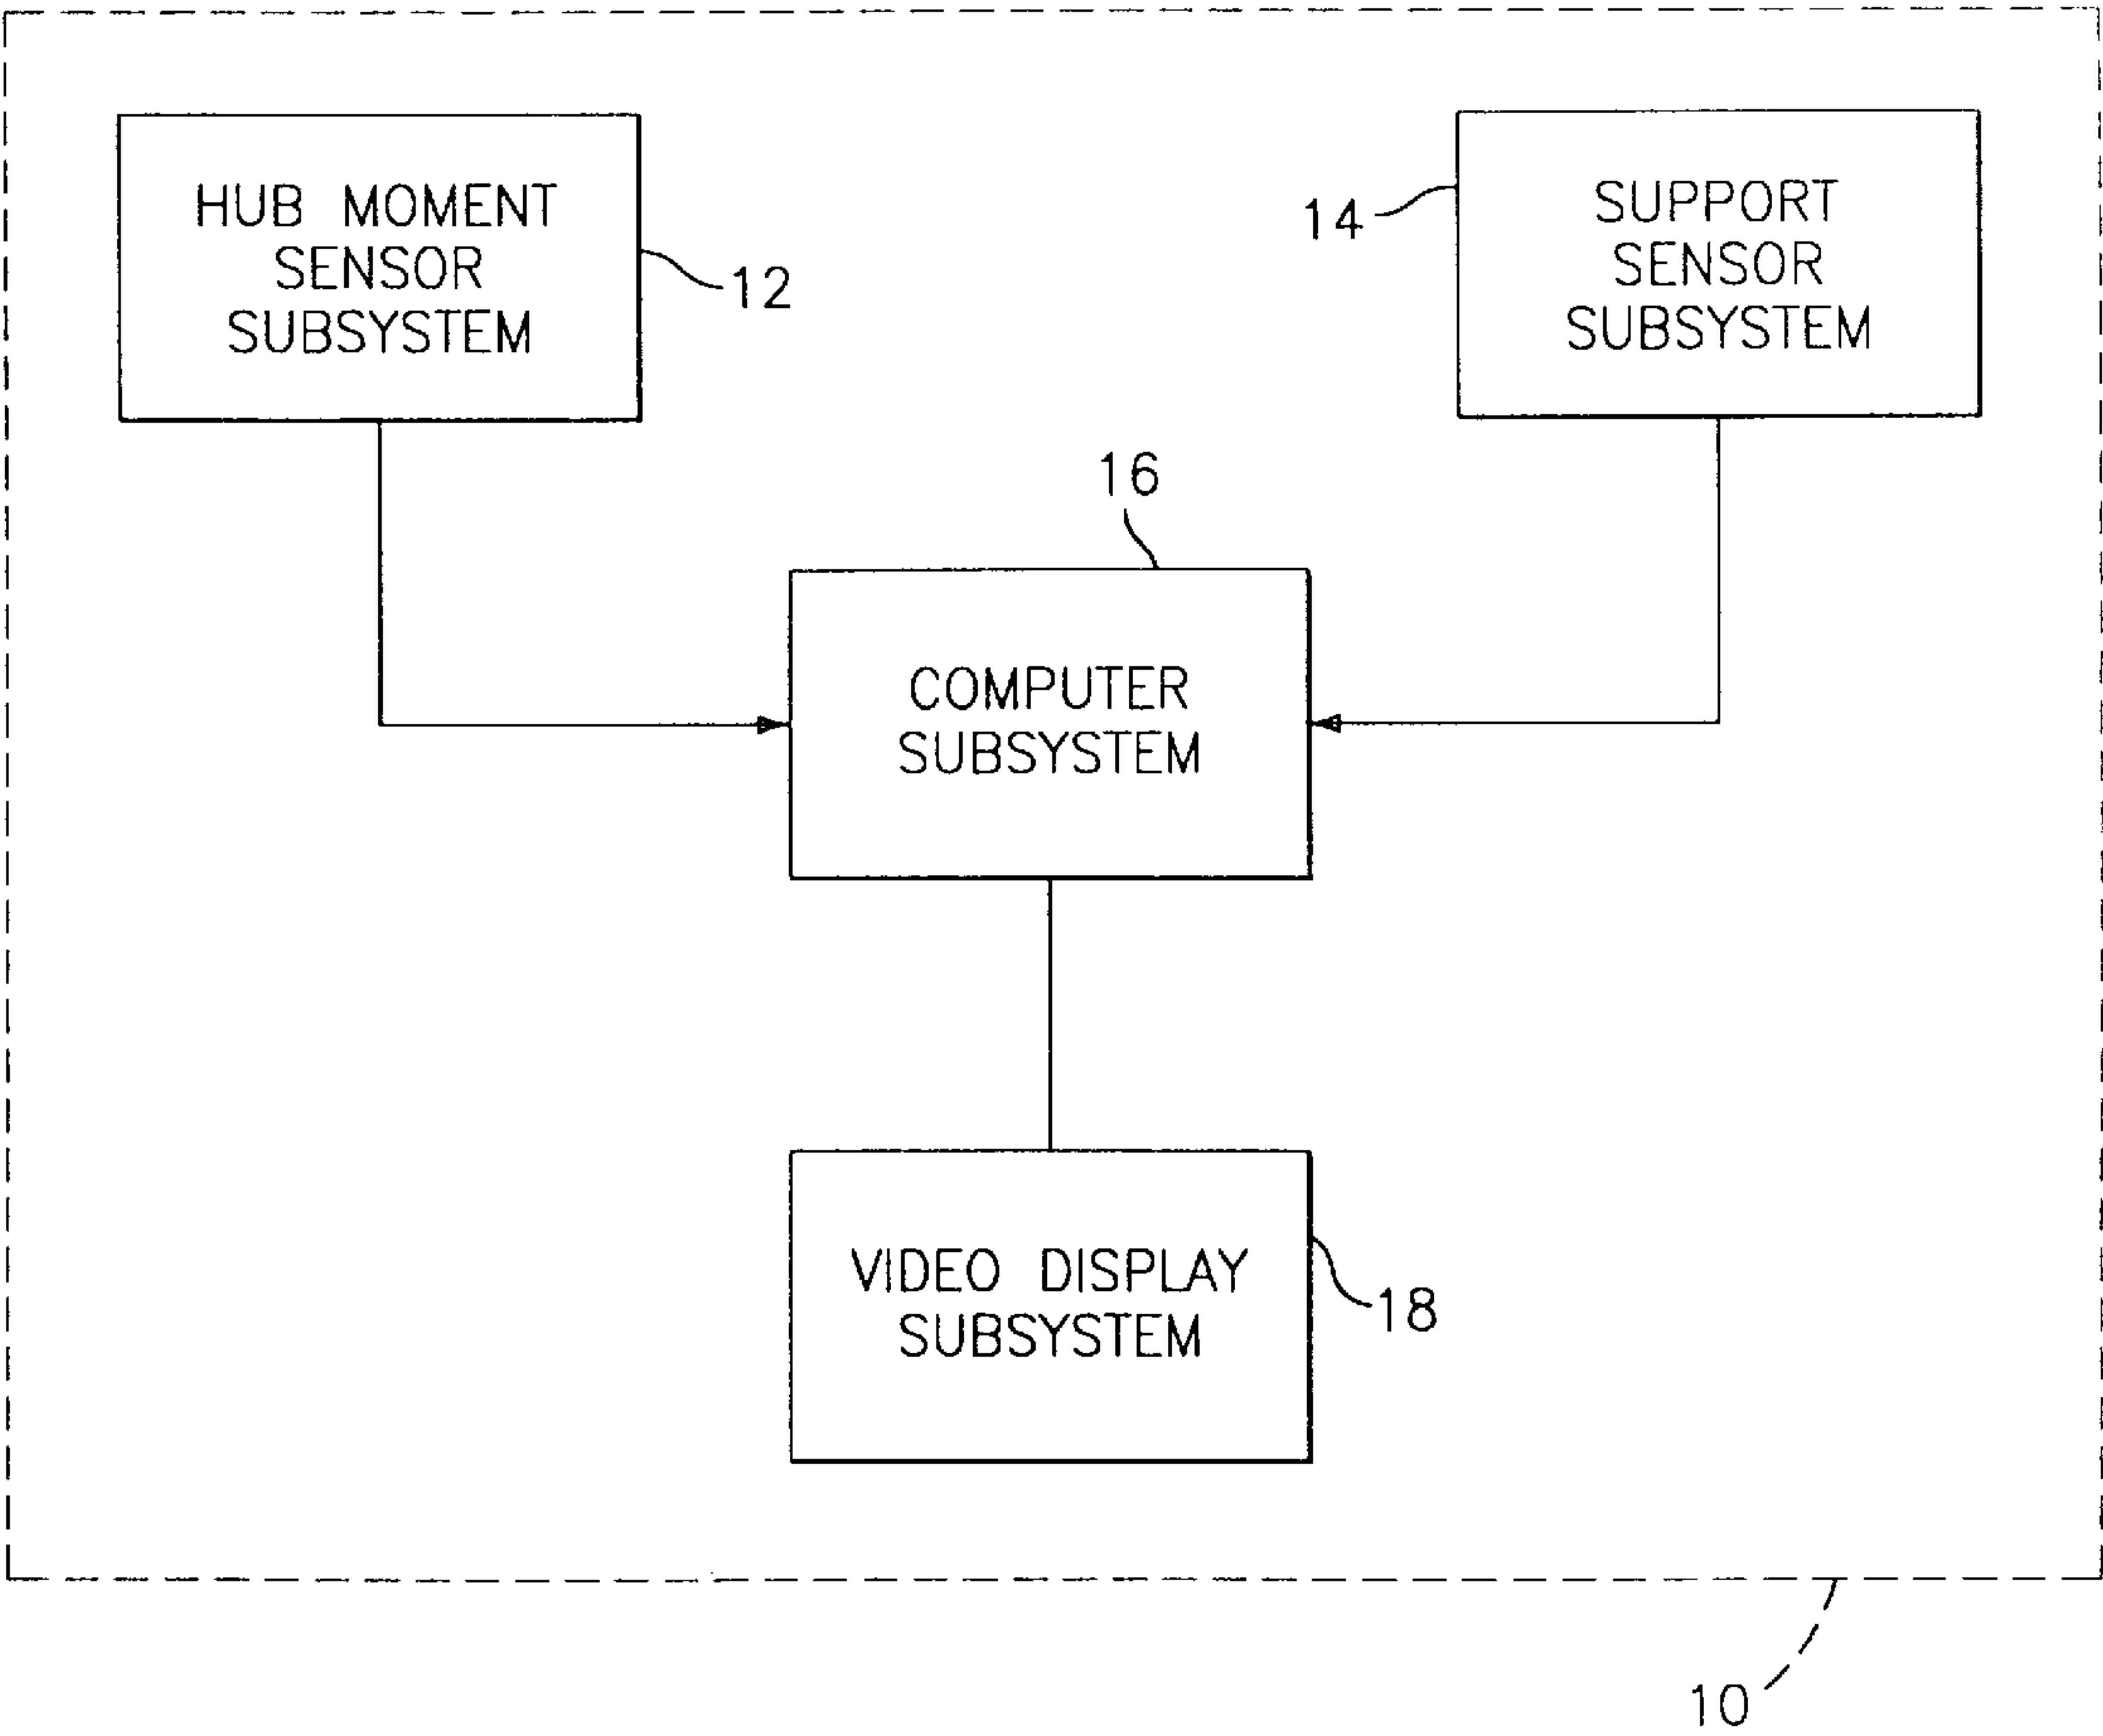 HUB MOMENT
SENSOR
SUBSYSTEM
12
14
SUPPORT
SENSOR
SUBSYSTEM
16
COMPUTER
SUBSYSTEM
VIDEO DISPLAY
SUBSYSTEM
18
10